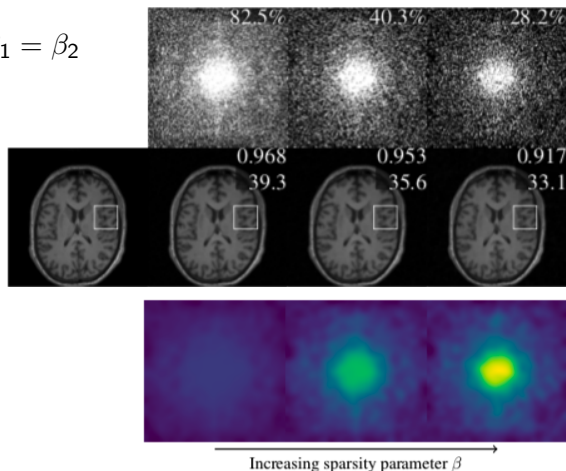 82.5% 40.3% 28.2%
₁ = β₂
0.968 0.953 0.917
39.3 35.6 33.1
Increasing sparsity parameter β